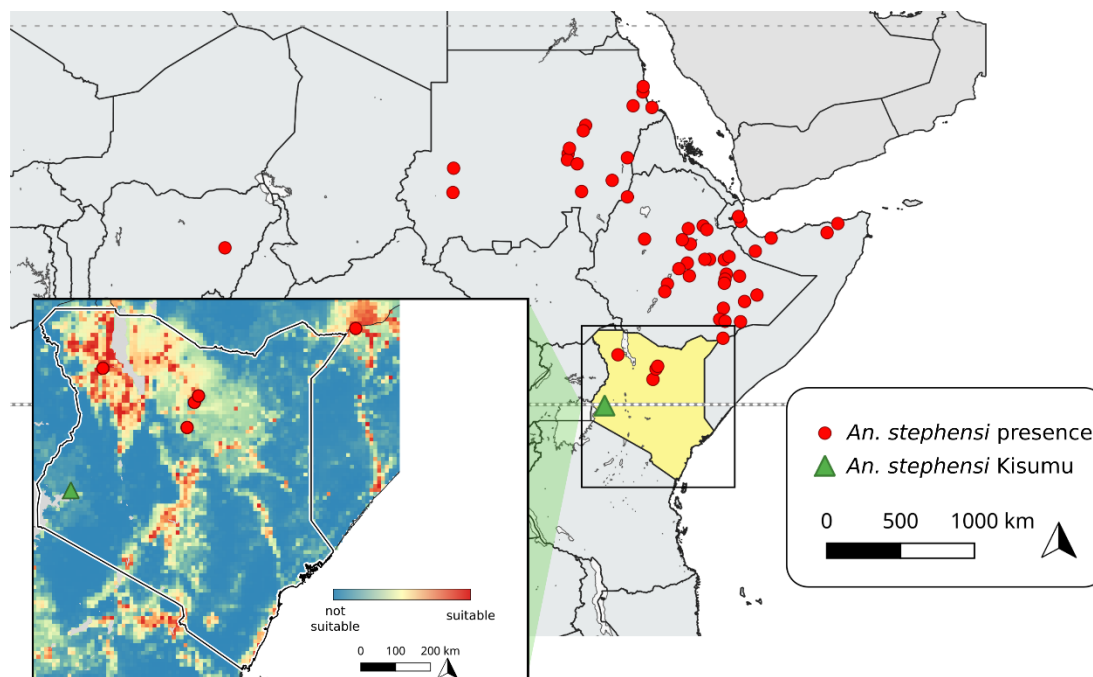 An. stephensi presence
An. stephensi Kisumu
0 500 1000 km
not
suitable
suitable
0 100 200 km